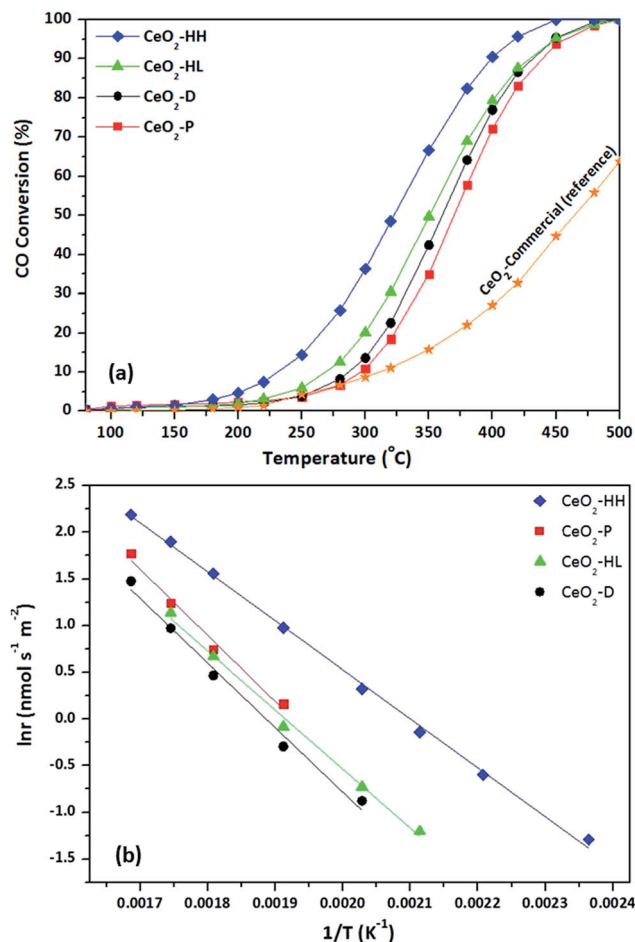 100
90
80
70
60
50
40
30
20
10
0
CO Conversion (%)
CeO₂-HH
CeO₂-HL
CeO₂-D
CeO₂-P
CeO₂-Commercial (reference)
(a)
100 150 200 250 300 350 400 450 500
Temperature (°C)
2.5
2.0
1.5
1.0
0.5
0.0
-0.5
-1.0
-1.5
lnr (nmol s⁻¹ m⁻²)
CeO₂-HH
CeO₂-P
CeO₂-HL
CeO₂-D
(b)
0.0017 0.0018 0.0019 0.0020 0.0021 0.0022 0.0023 0.0024
1/T (K⁻¹)